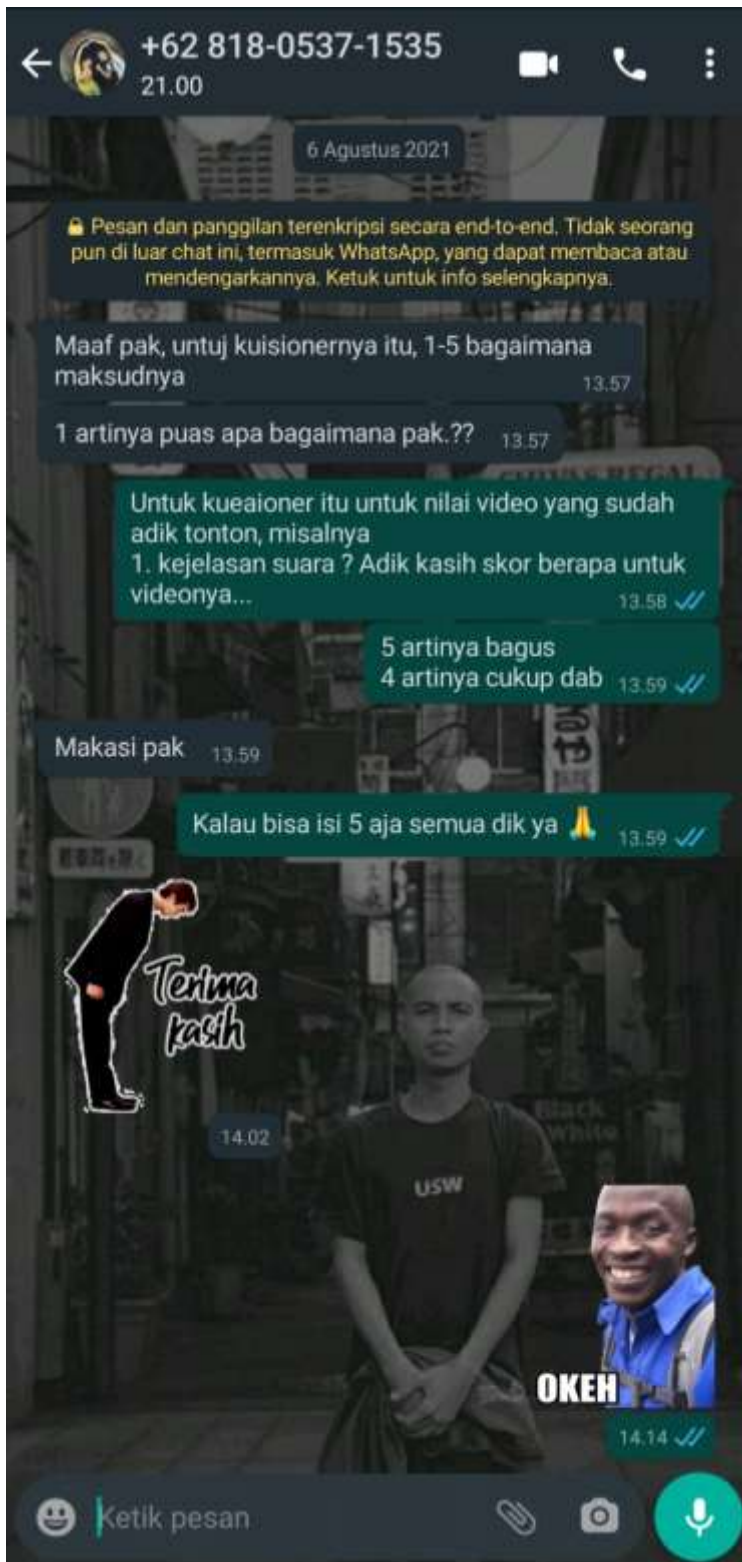 +62 818-0537-1535
21.00
6 Agustus 2021
Pesan dan panggilan terenkripsi secara end-to-end. Tidak seorang
pun di luar chat ini, termasuk WhatsApp, yang dapat membaca atau
mendengarkannya. Ketuk untuk info selengkapnya.
Maaf pak, untuj kuisionernya itu, 1-5 bagaimana
maksudnya
13.57
1 artinya puas apa bagaimana pak.??
13.57
CHIVAS REGAL
Untuk kueaioner itu untuk nilai video yang sudah
adik tonton, misalnya
1. kejelasan suara ? Adik kasih skor berapa untuk
videonya...
13.58
5 artinya bagus
4 artinya cukup dab
13.59
Makasi pak
13.59
Kalau bisa isi 5 aja semua dik ya 🙏
13.59
Terima
kasih
14.02
Black
White
USW
OKEH
14.14
Ketik pesan